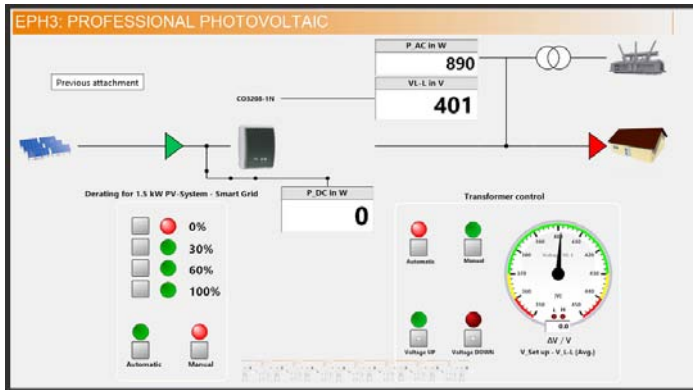 EPH3: PROFESSIONAL PHOTOVOLTAIC
P_AC in W
890
VL-L in V
401
Previous attachment
CO3208-1N
P_DC in W
0
Derating for 1.5 kW PV-System - Smart Grid
0%
30%
60%
100%
Automatic
Manual
Transformer control
Automatic
Manual
Voltage UP
Voltage DOWN
400
[V]
L H
0.0
ΔV / V
V_Set up - V_L-L (Avg.)